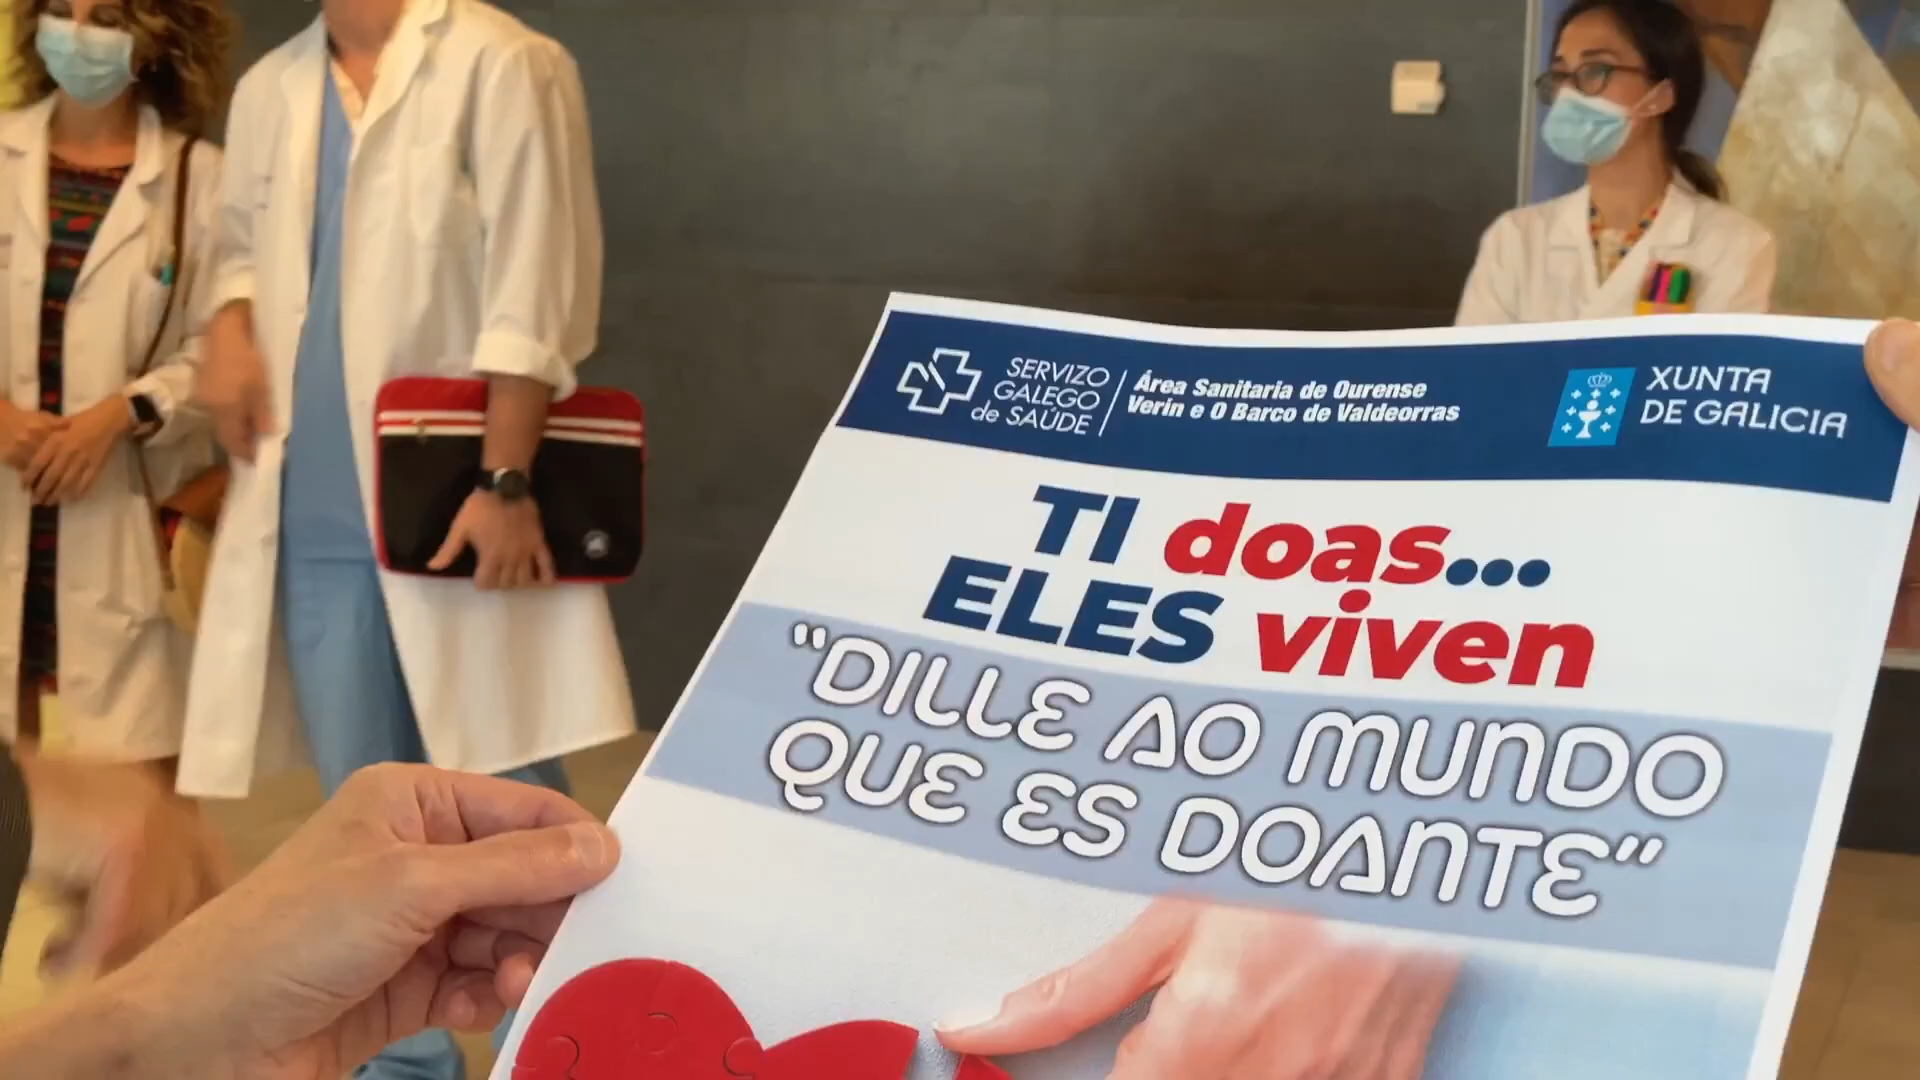 SERVIZO
GALEGO
de SAÚDE
Área Sanitaria de Ourense
Verin e O Barco de Valdeorras
XUNTA
DE GALICIA
TI doas...
ELES viven
"DILLE AO MUNDO
QUE ES DOANTE"